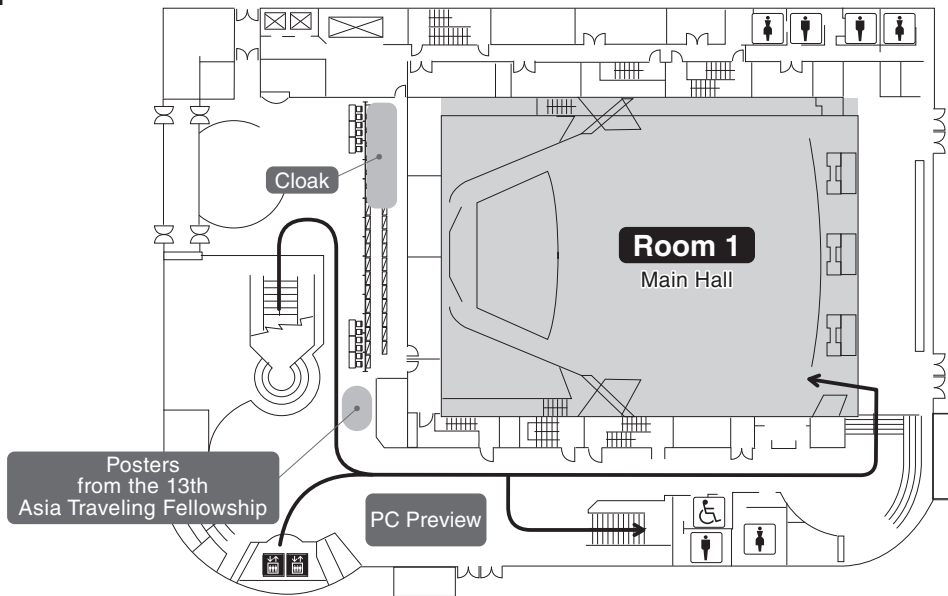 Cloak
Room 1
Main Hall
Posters
from the 13th
Asia Traveling Fellowship
PC Preview